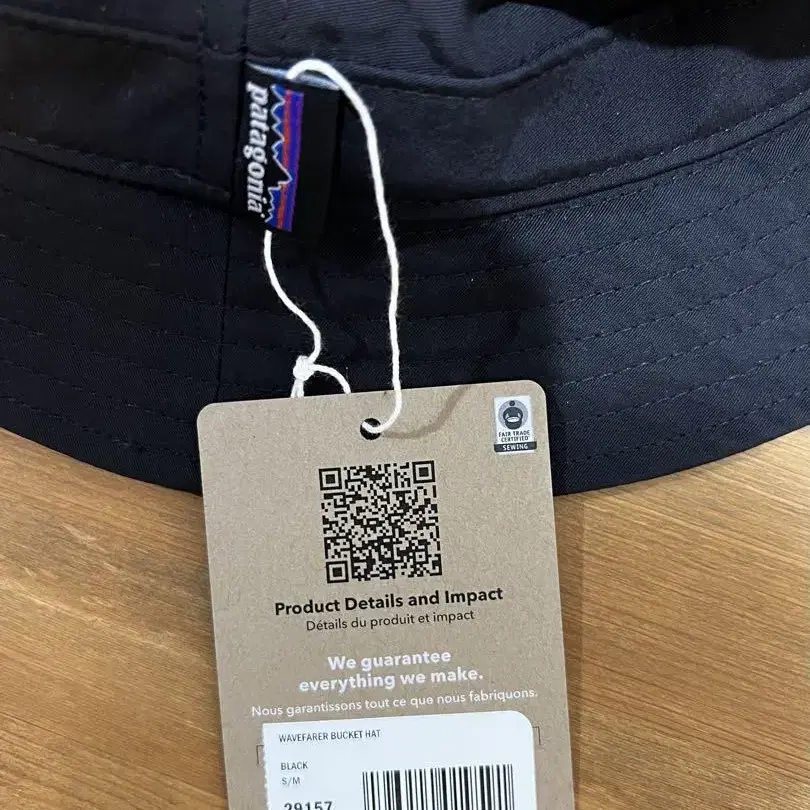 patagonia
FAIR TRADE
CERTIFIED
SEWING
Product Details and Impact
Détails du produit et impact
We guarantee
everything we make.
Nous garantissons tout ce que nous fabriquons.
WAVEFARER BUCKET HAT
BLACK
S/M
29157